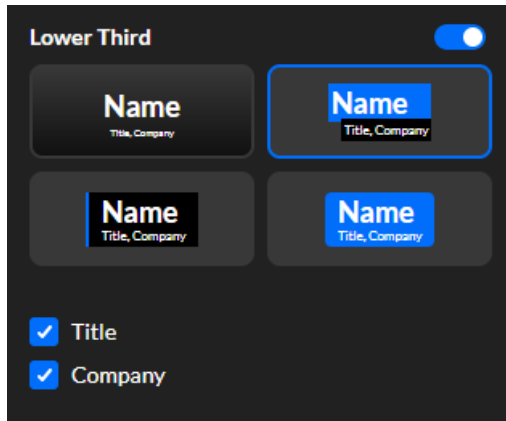 Lower Third
Name
Title, Company
Name
Title, Company
Name
Title, Company
Name
Title, Company
Title
Company